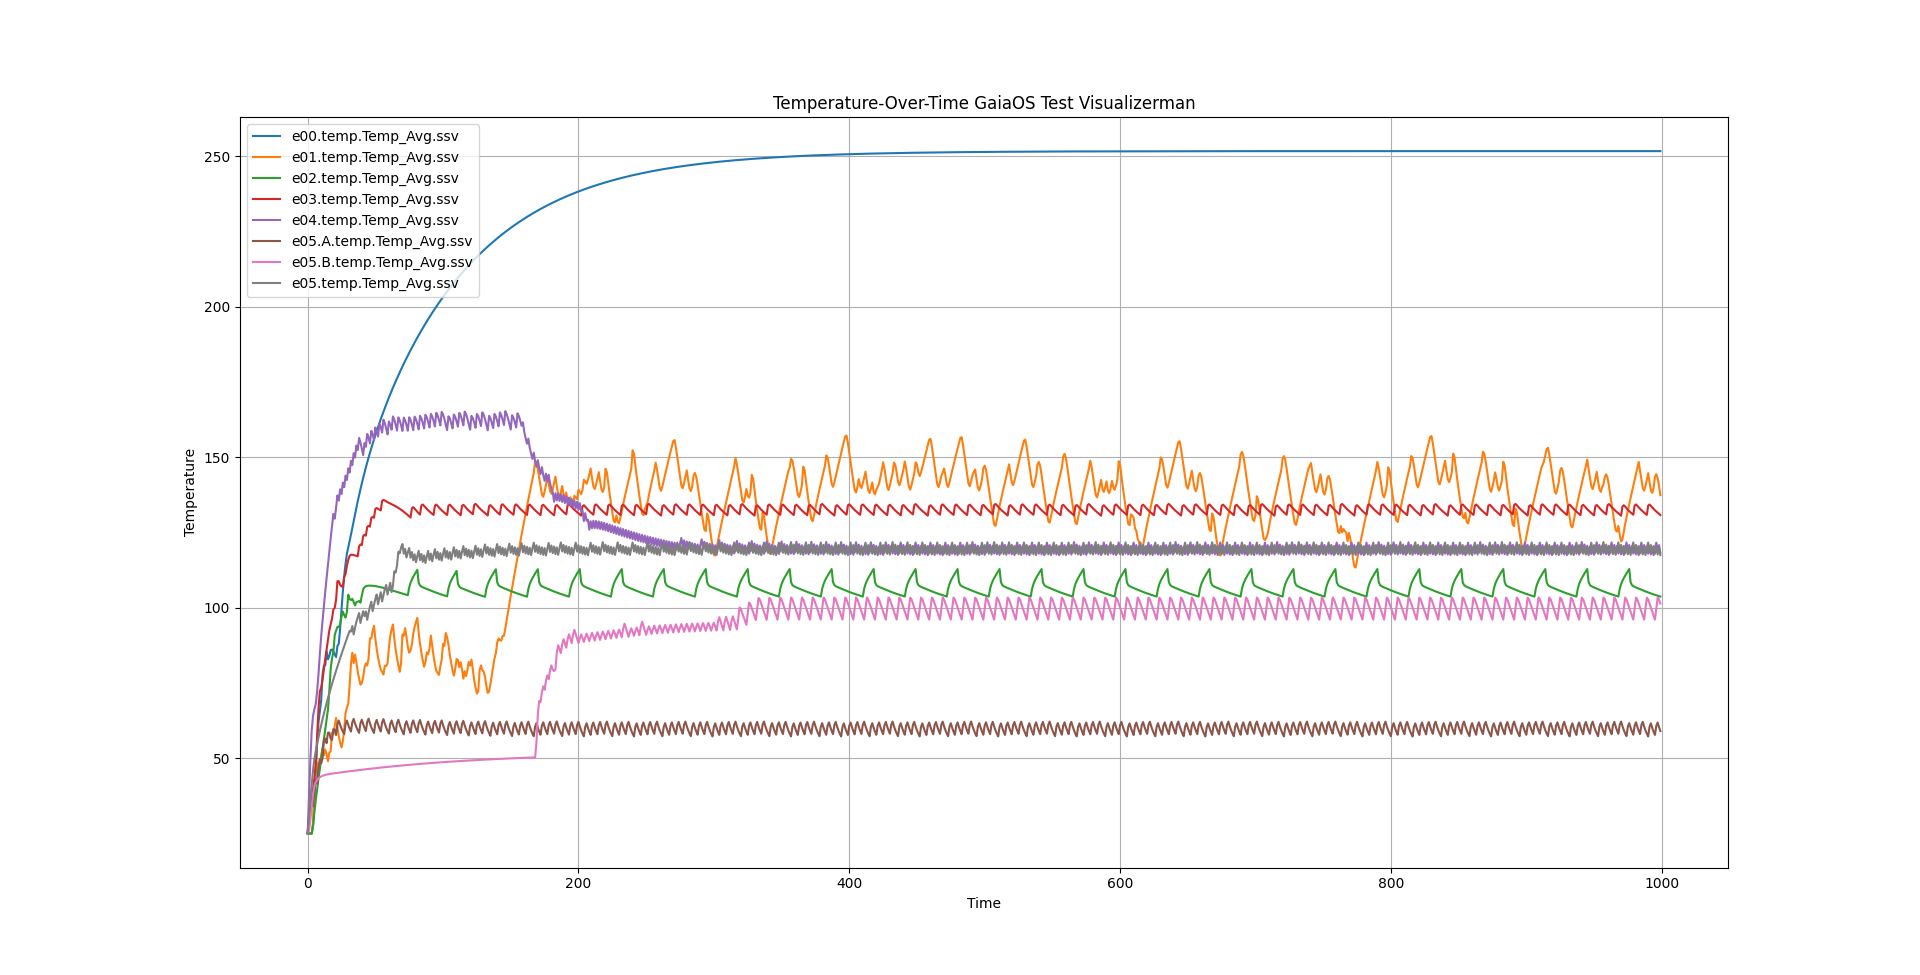 Temperature-Over-Time GaiaOS Test Visualizerman
e00.temp.Temp_Avg.ssv
e01.temp.Temp_Avg.ssv
e02.temp.Temp_Avg.ssv
e03.temp.Temp_Avg.ssv
e04.temp.Temp_Avg.ssv
e05.A.temp.Temp_Avg.ssv
e05.B.temp.Temp_Avg.ssv
e05.temp.Temp_Avg.ssv
250
200
150
100
50
Temperature
0 200 400 600 800 1000
Time